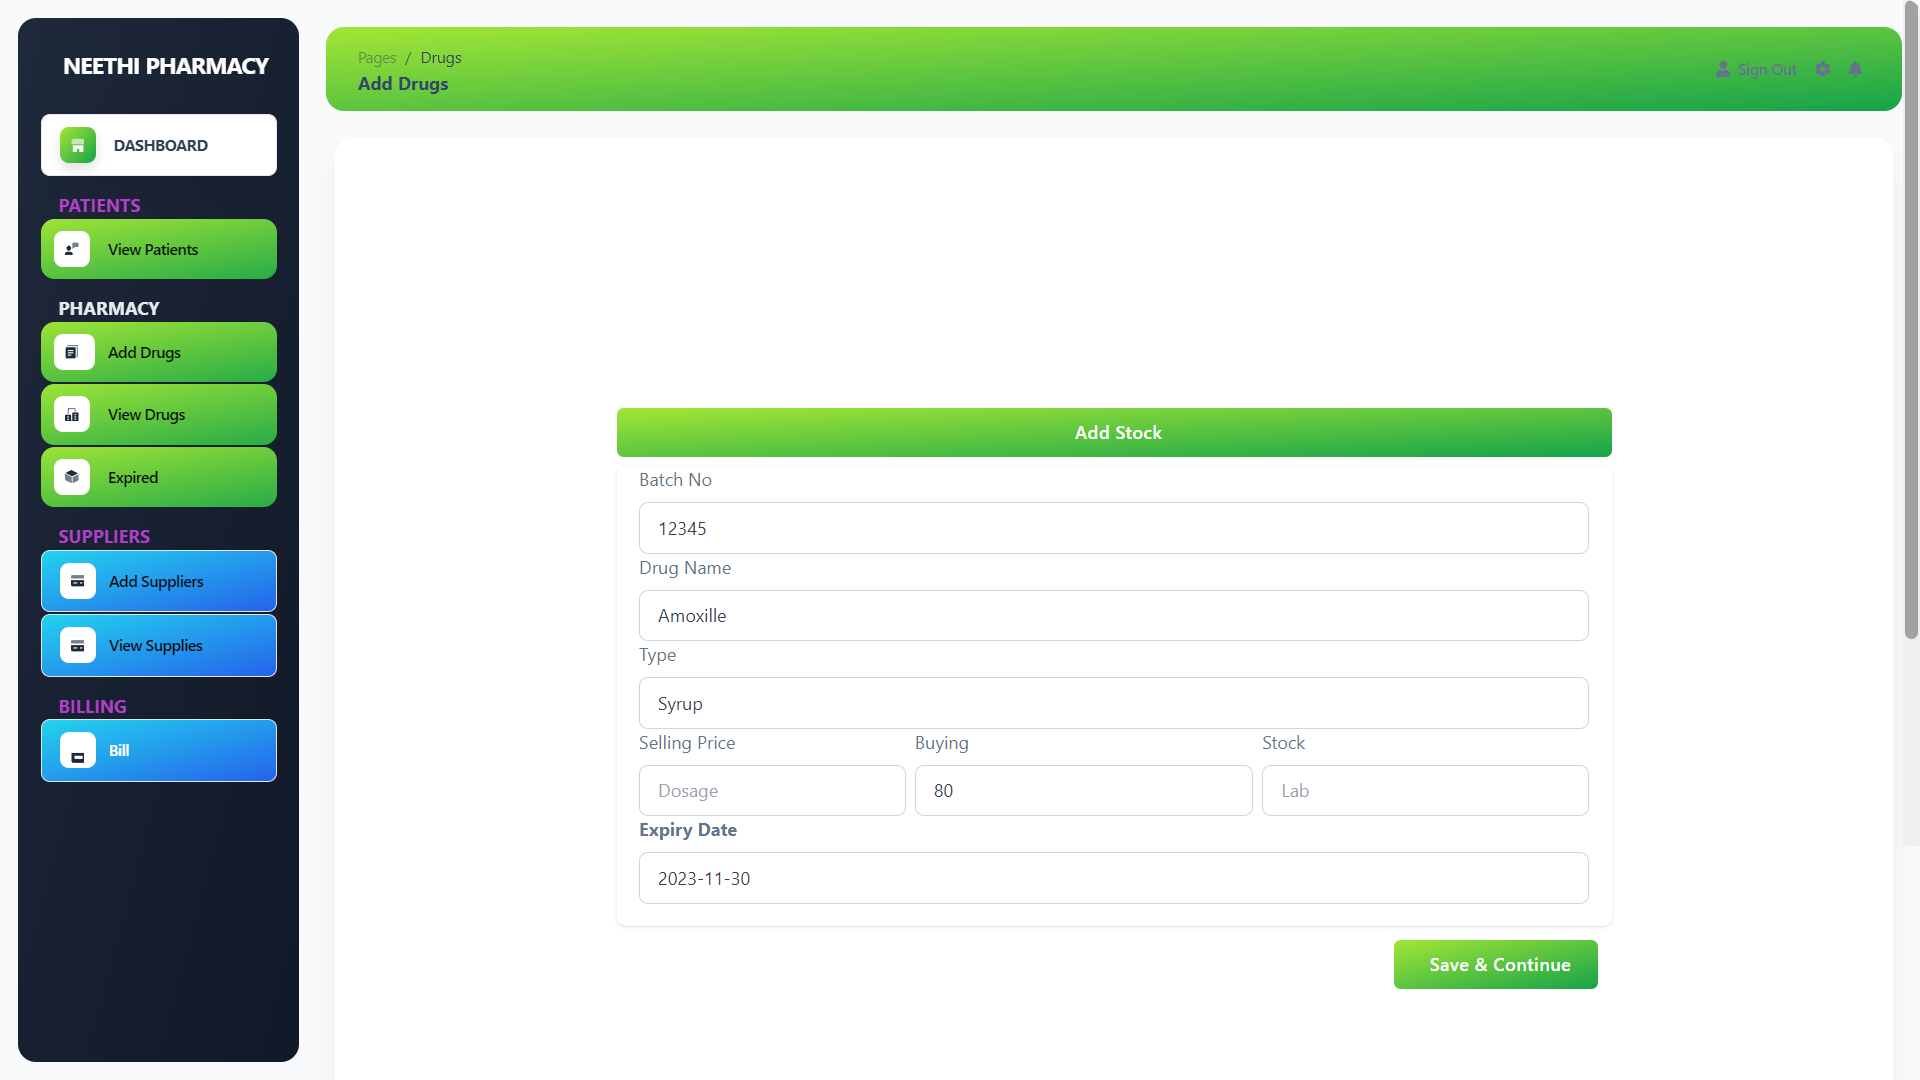 NEETHI PHARMACY
DASHBOARD
PATIENTS
View Patients
PHARMACY
Add Drugs
View Drugs
Expired
SUPPLIERS
Add Suppliers
View Supplies
BILLING
Bill
Pages / Drugs
Add Drugs
Sign Out
Add Stock
Batch No
12345
Drug Name
Amoxille
Type
Syrup
Selling Price Buying Stock
Dosage 80 Lab
Expiry Date
2023-11-30
Save & Continue